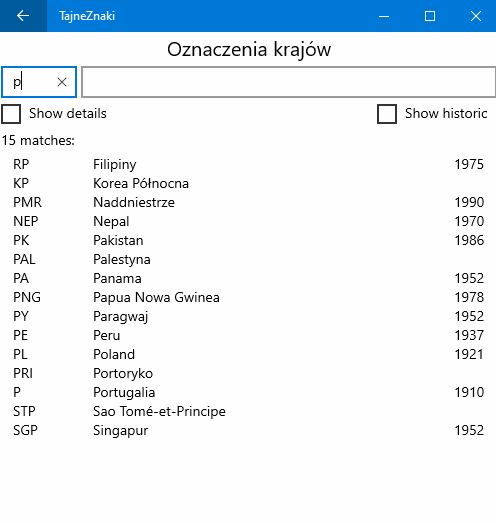 TajneZnaki
Oznaczenia krajów
p
Show details Show historic
15 matches:
RP Filipiny 1975
KP Korea Północna
PMR Naddniestrze 1990
NEP Nepal 1970
PK Pakistan 1986
PAL Palestyna
PA Panama 1952
PNG Papua Nowa Gwinea 1978
PY Paragwaj 1952
PE Peru 1937
PL Poland 1921
PRI Portoryko
P Portugalia 1910
STP Sao Tomé-et-Principe
SGP Singapur 1952